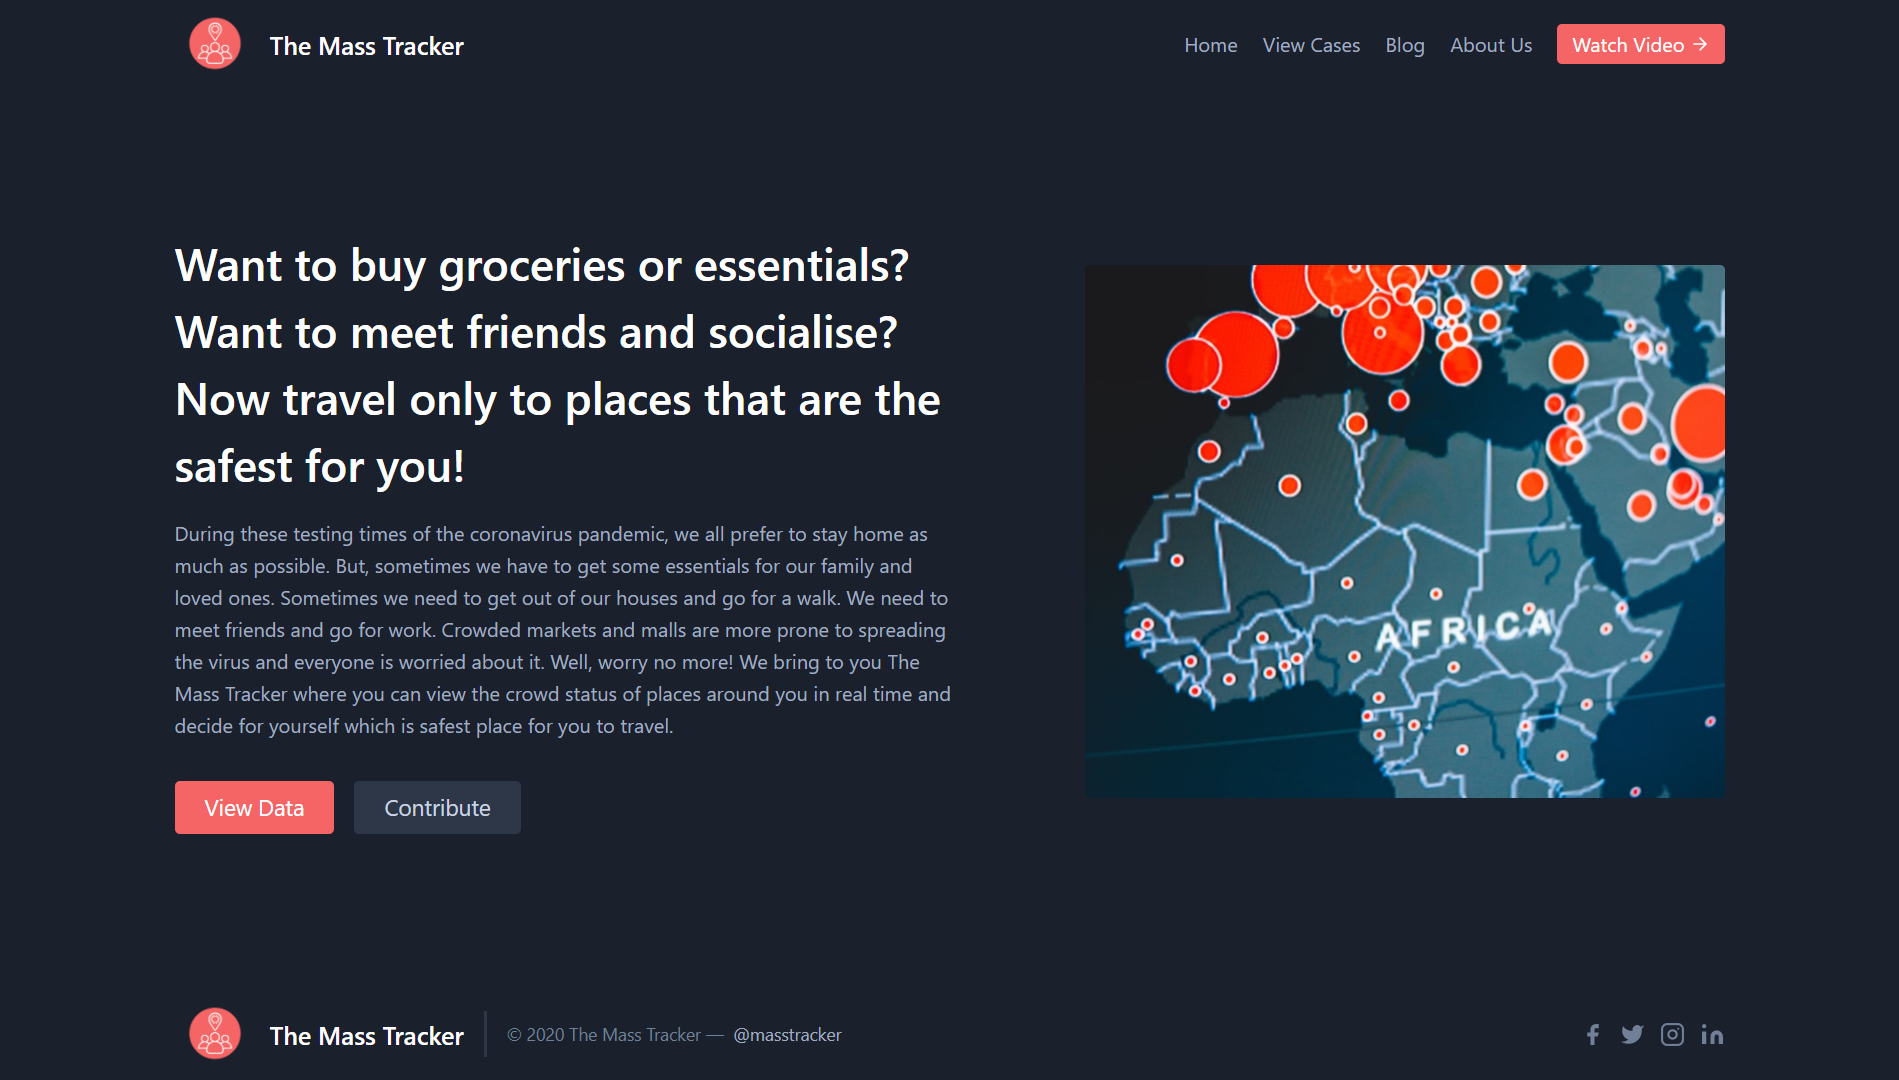 The Mass Tracker
Home
View Cases
Blog
About Us
Watch Video →
Want to buy groceries or essentials?
Want to meet friends and socialise?
Now travel only to places that are the
safest for you!
During these testing times of the coronavirus pandemic, we all prefer to stay home as
much as possible. But, sometimes we have to get some essentials for our family and
loved ones. Sometimes we need to get out of our houses and go for a walk. We need to
meet friends and go for work. Crowded markets and malls are more prone to spreading
the virus and everyone is worried about it. Well, worry no more! We bring to you The
Mass Tracker where you can view the crowd status of places around you in real time and
decide for yourself which is safest place for you to travel.
View Data
Contribute
AFRICA
The Mass Tracker
© 2020 The Mass Tracker — @masstracker